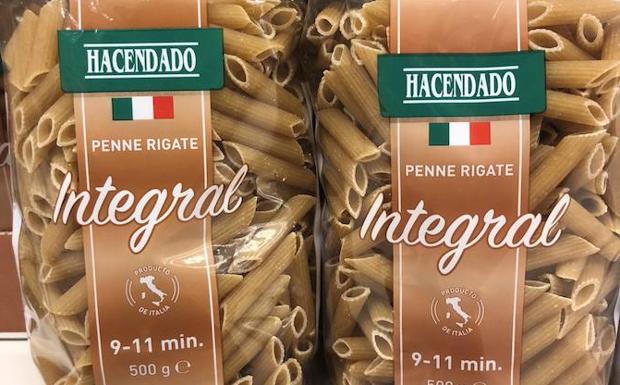 HACENDADO
PENNE RIGATE
Integral
PRODUCTO
DE ITALIA
9-11 min.
500 g e
HACENDADO
PENNE RIGATE
Integral
PRODUCTO
DE ITALIA
9-11 min.
500 g e